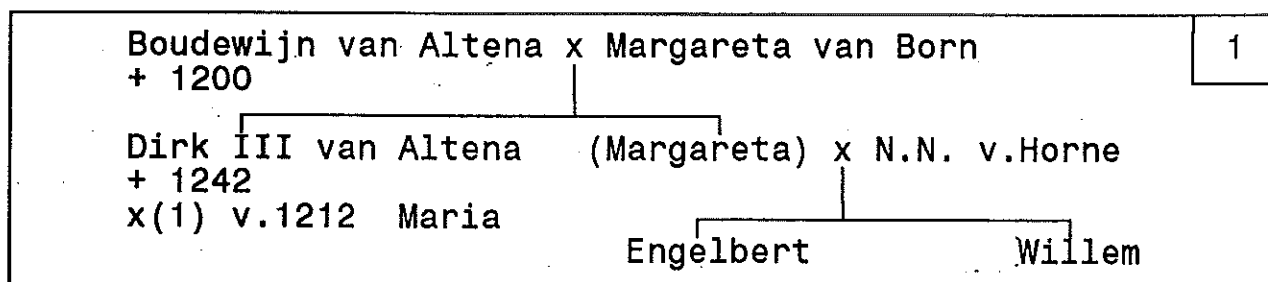 Boudewijn van Altena x Margareta van Born
1
+ 1200
Dirk III van Altena (Margareta) x N.N. v.Horne
+ 1242
x(1) v.1212 Maria
Engelbert Willem